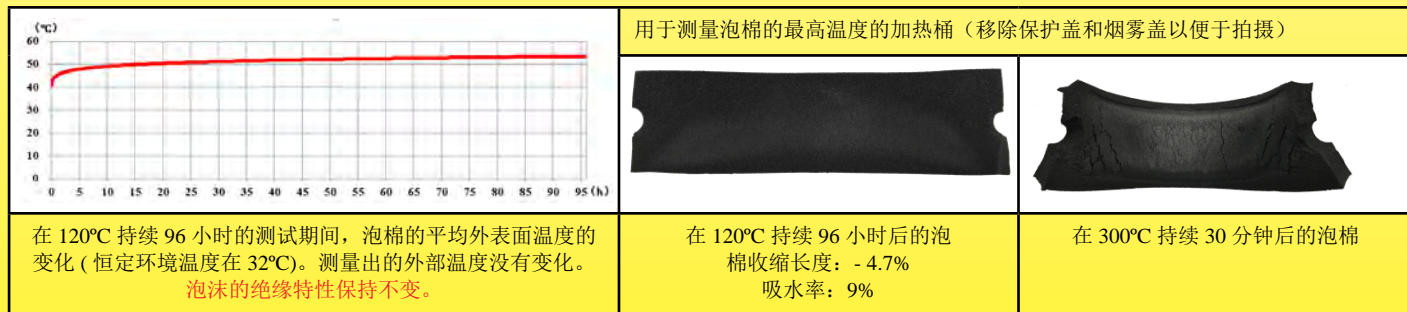 (℃)
60
50
40
30
20
10
0
0 5 10 15 20 25 30 35 40 45 50 55 60 65 70 75 80 85 90 95 (h)
用于测量泡棉的最高温度的加热桶（移除保护盖和烟雾盖以便于拍摄）
在 120ºC 持续 96 小时的测试期间，泡棉的平均外表面温度的
变化 ( 恒定环境温度在 32ºC)。测量出的外部温度没有变化。
泡沫的绝缘特性保持不变。
在 120ºC 持续 96 小时后的泡
棉收缩长度：- 4.7%
吸水率：9%
在 300ºC 持续 30 分钟后的泡棉